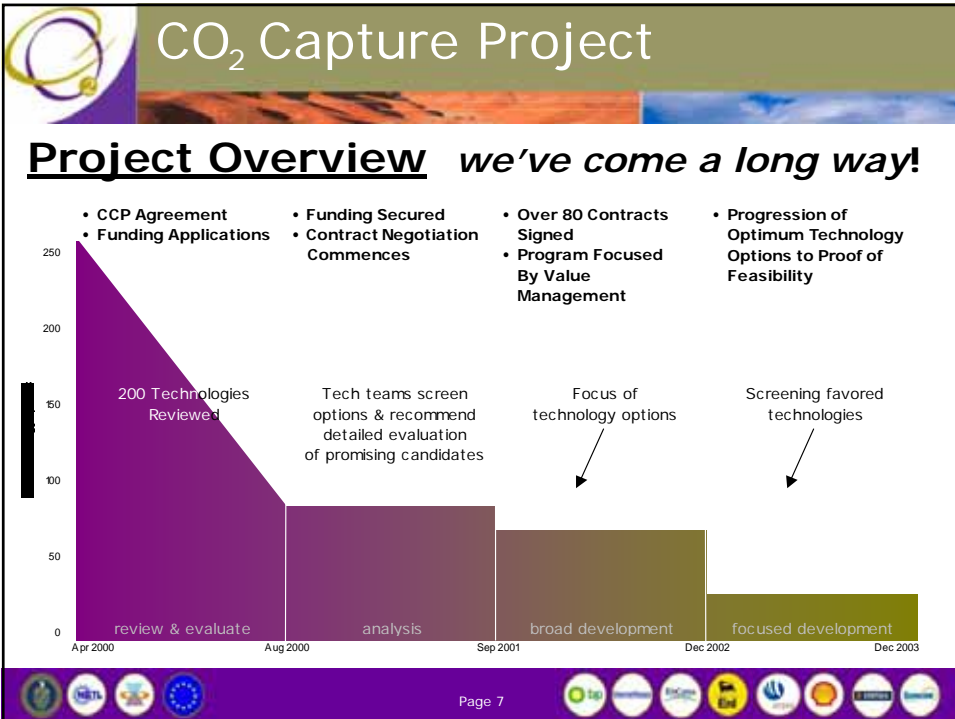 CO2 Capture Project
Project Overview we've come a long way!
• CCP Agreement
• Funding Applications
• Funding Secured
• Contract Negotiation
Commences
• Over 80 Contracts
Signed
• Program Focused
By Value
Management
• Progression of
Optimum Technology
Options to Proof of
Feasibility
250
200
150
100
50
0
200 Technologies
Reviewed
Tech teams screen
options & recommend
detailed evaluation
of promising candidates
Focus of
technology options
Screening favored
technologies
review & evaluate
analysis
broad development
focused development
Apr 2000
Aug 2000
Sep 2001
Dec 2002
Dec 2003
NETL
Page 7
bp
EnCana
Eni